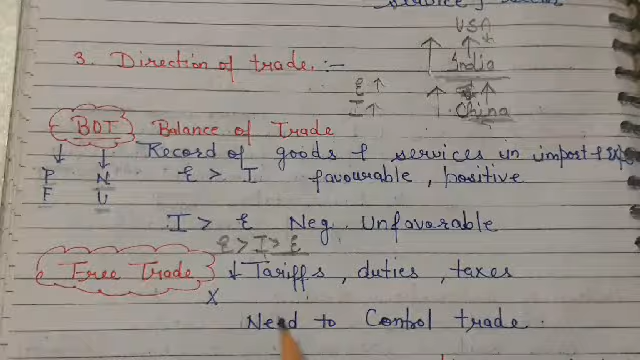 USA
3. Direction of trade :-
India
E ↑
I ↑
China
BOT Balance of Trade
Record of goods & services in import & Exp
P N E > I favourable, positive
F U
I > E Neg. Unfavorable
E > I > E
Free Trade ↓ Tariffs, duties, taxes
X
Need to Control trade.